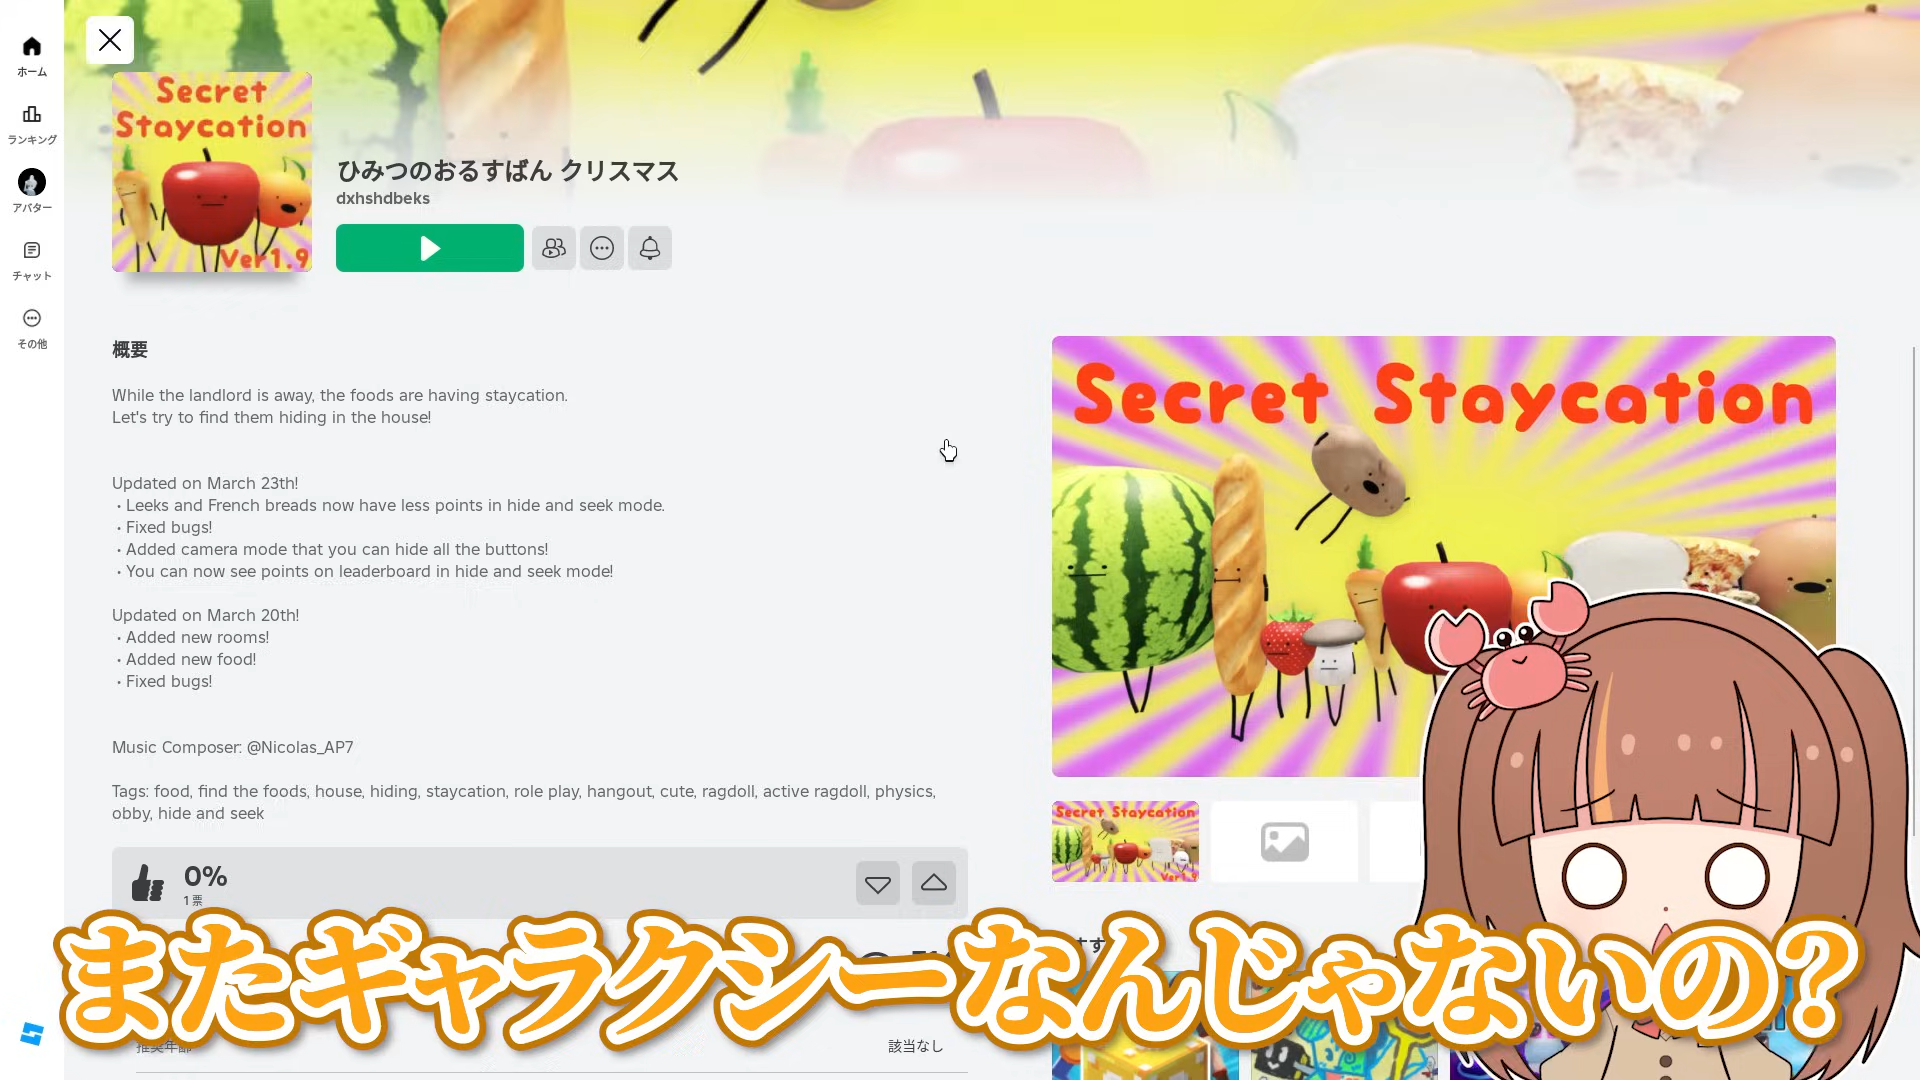 ホーム
ランキング
アバター
チャット
その他
Secret
Staycation
Ver1.9
ひみつのおるすばん クリスマス
dxhshdbeks
概要
While the landlord is away, the foods are having staycation.
Let's try to find them hiding in the house!
Updated on March 23th!
・Leeks and French breads now have less points in hide and seek mode.
・Fixed bugs!
・Added camera mode that you can hide all the buttons!
・You can now see points on leaderboard in hide and seek mode!
Updated on March 20th!
・Added new rooms!
・Added new food!
・Fixed bugs!
Music Composer: @Nicolas_AP7
Tags: food, find the foods, house, hiding, staycation, role play, hangout, cute, ragdoll, active ragdoll, physics,
obby, hide and seek
0%
1 票
Secret Staycation
Secret Staycation
Ver1.9
またギャラクシーなんじゃないの?
推奨年齢
該当なし